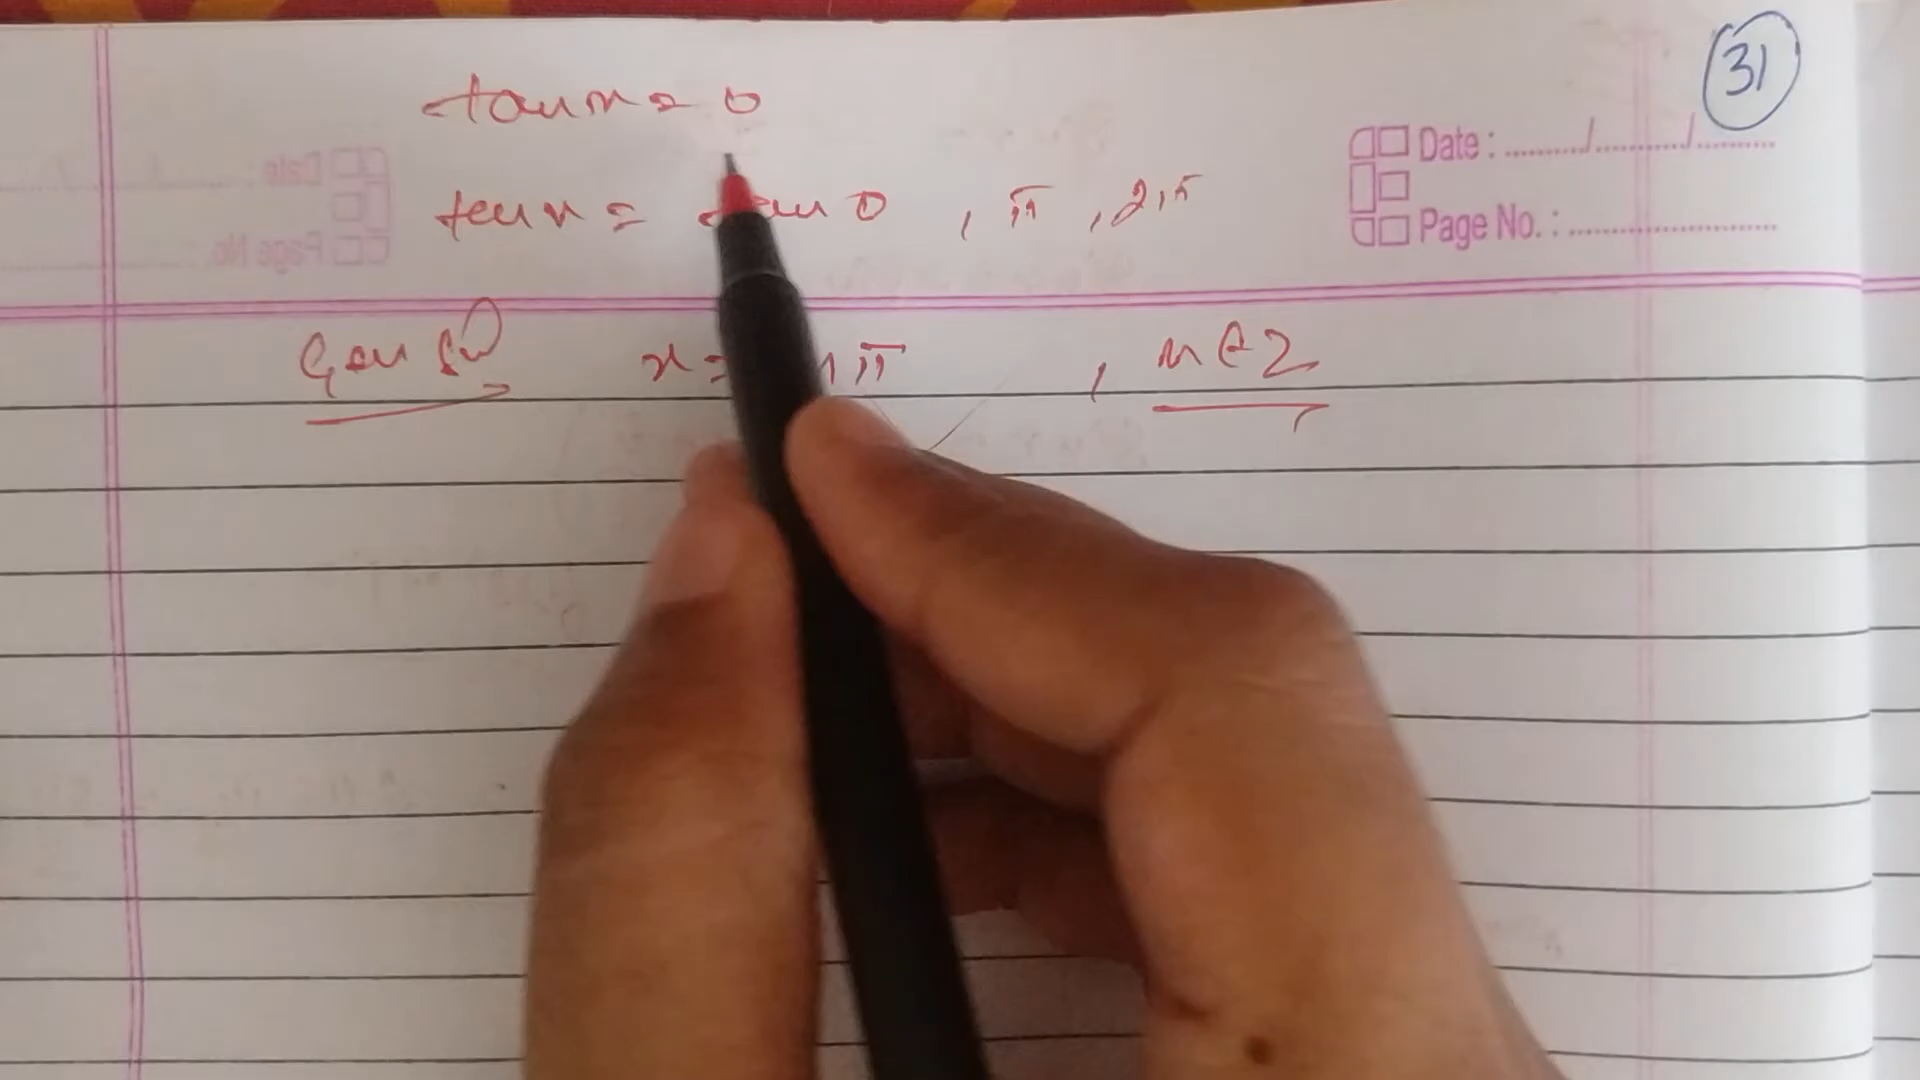 31
tan x = 0
Date : ......../........./.........
tan x = tan 0 , π , 2π
Page No. : ..........................
Gen Sol x = nπ , n ∈ Z